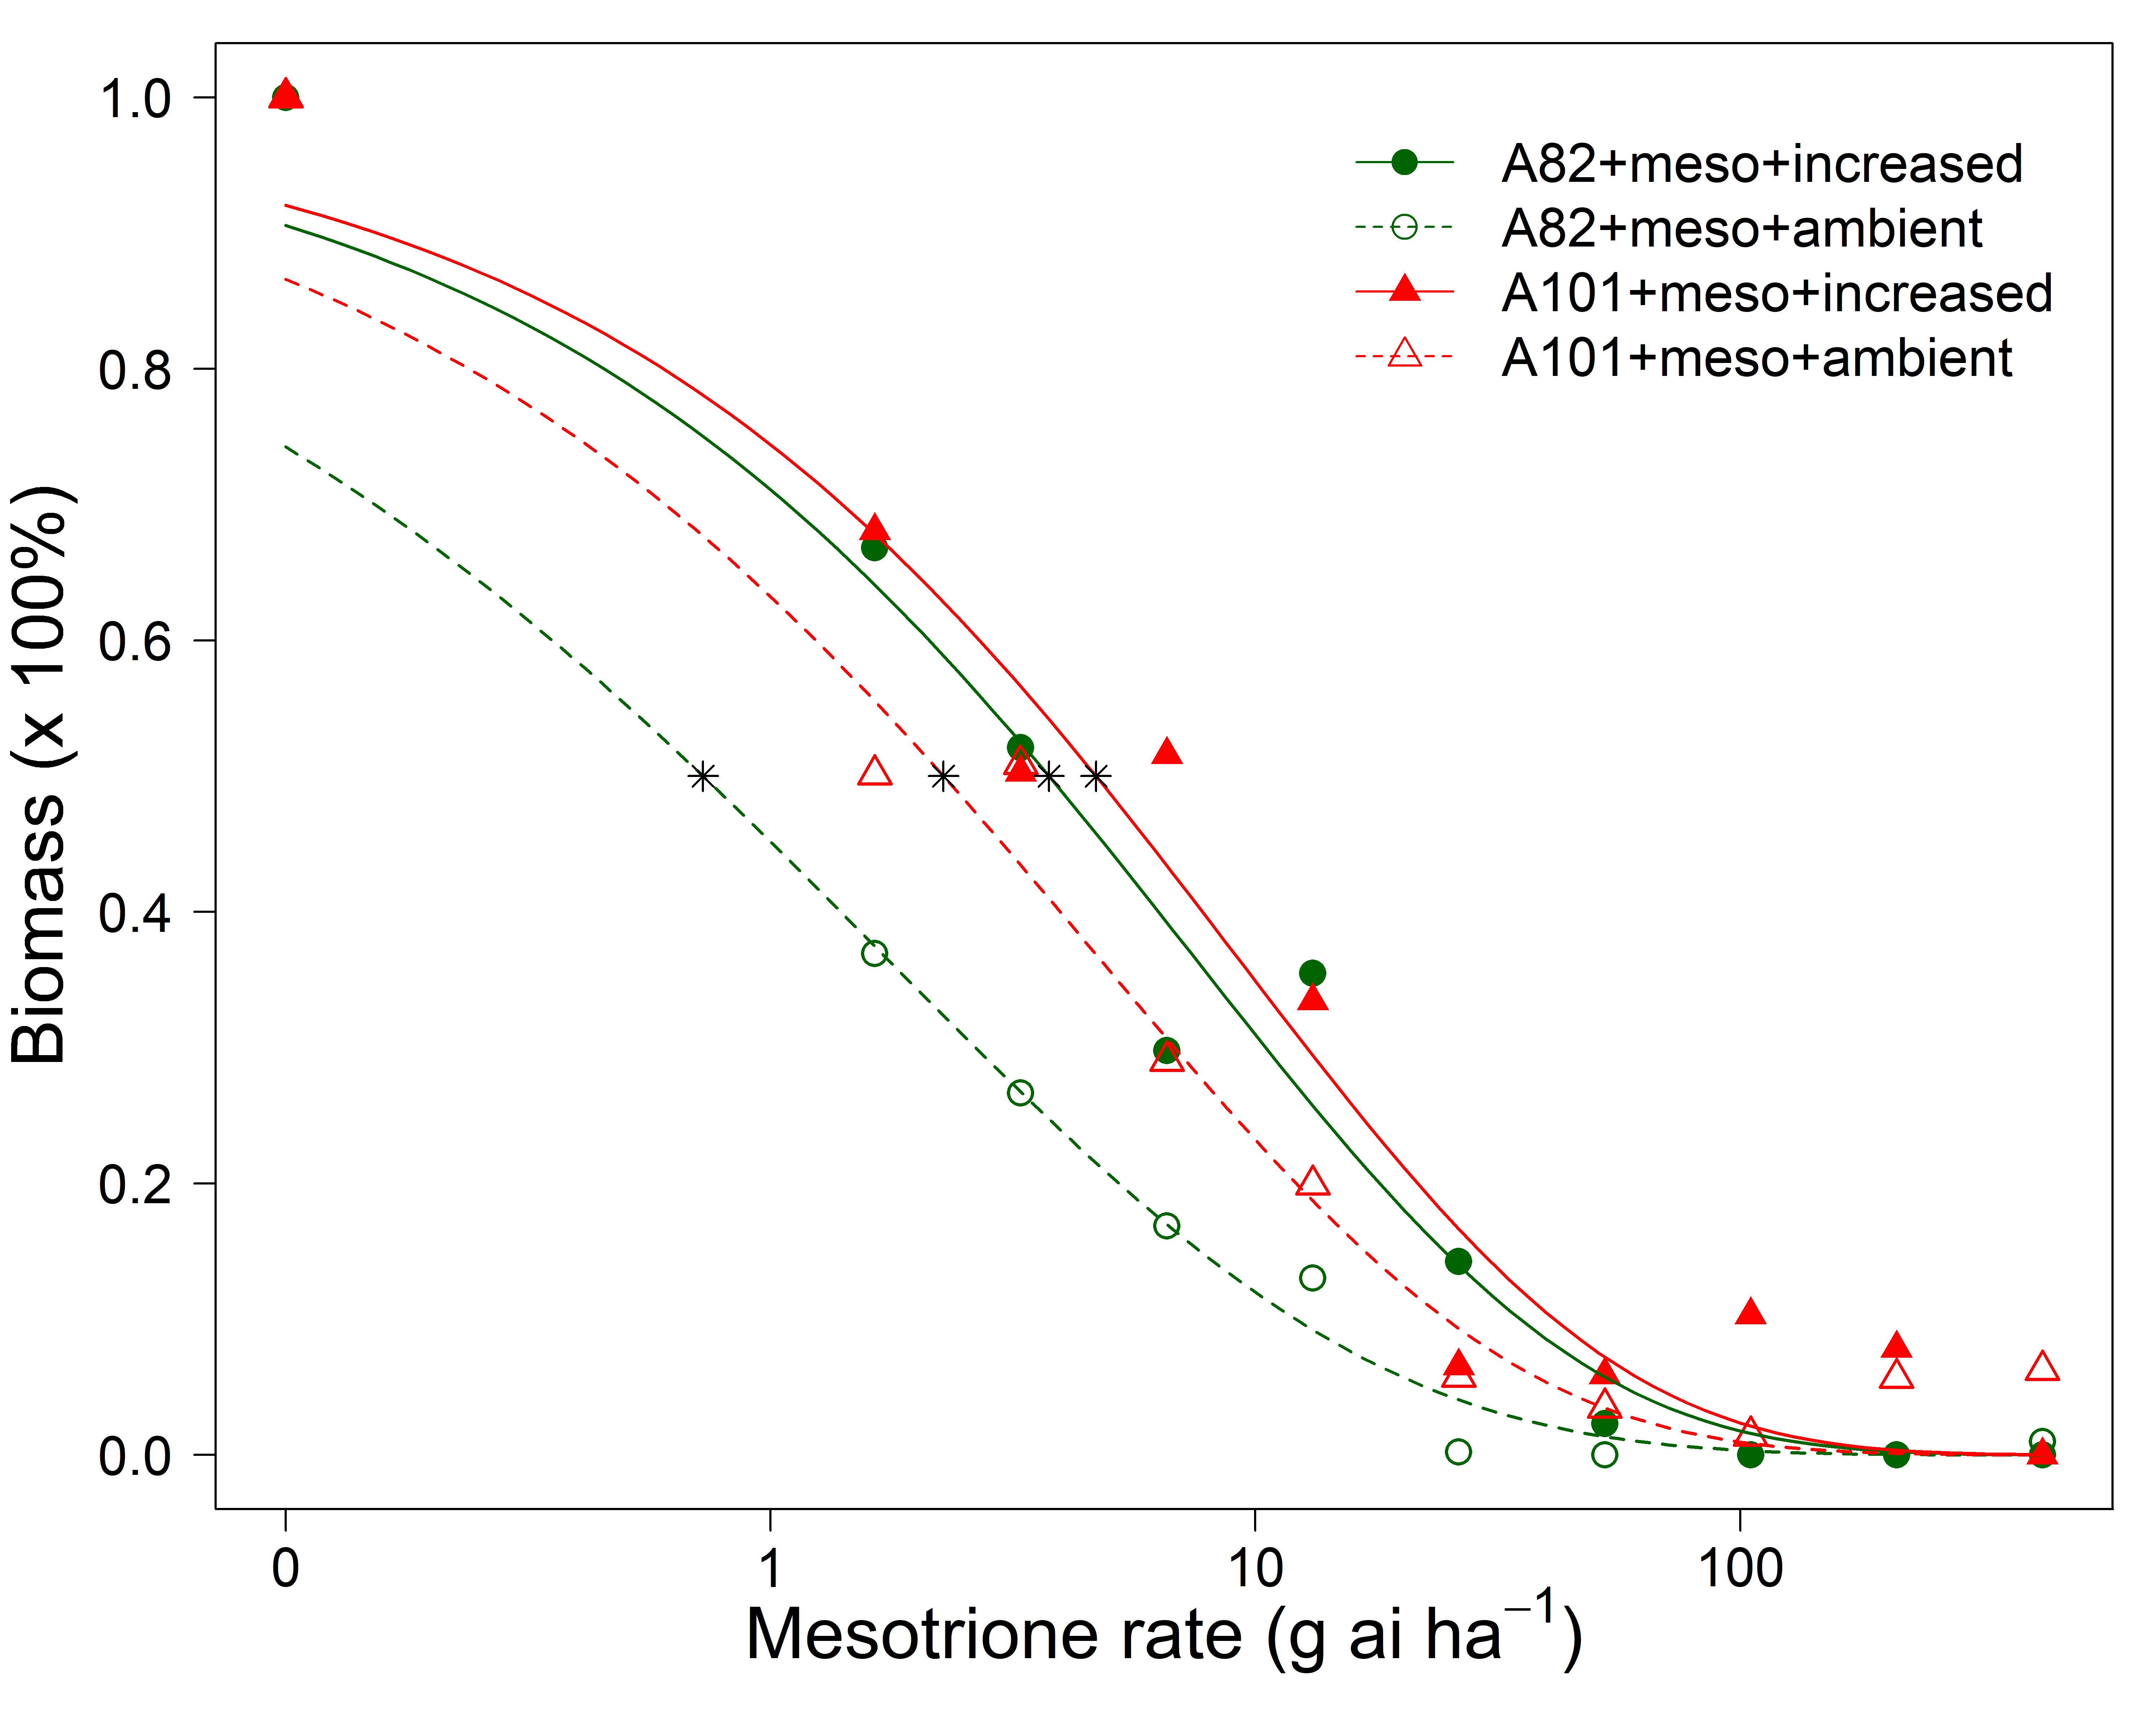 1.0
0.8
0.6
0.4
0.2
0.0
Biomass (x 100%)
A82+meso+increased
A82+meso+ambient
A101+meso+increased
A101+meso+ambient
0 1 10 100
Mesotrione rate (g ai ha⁻¹)